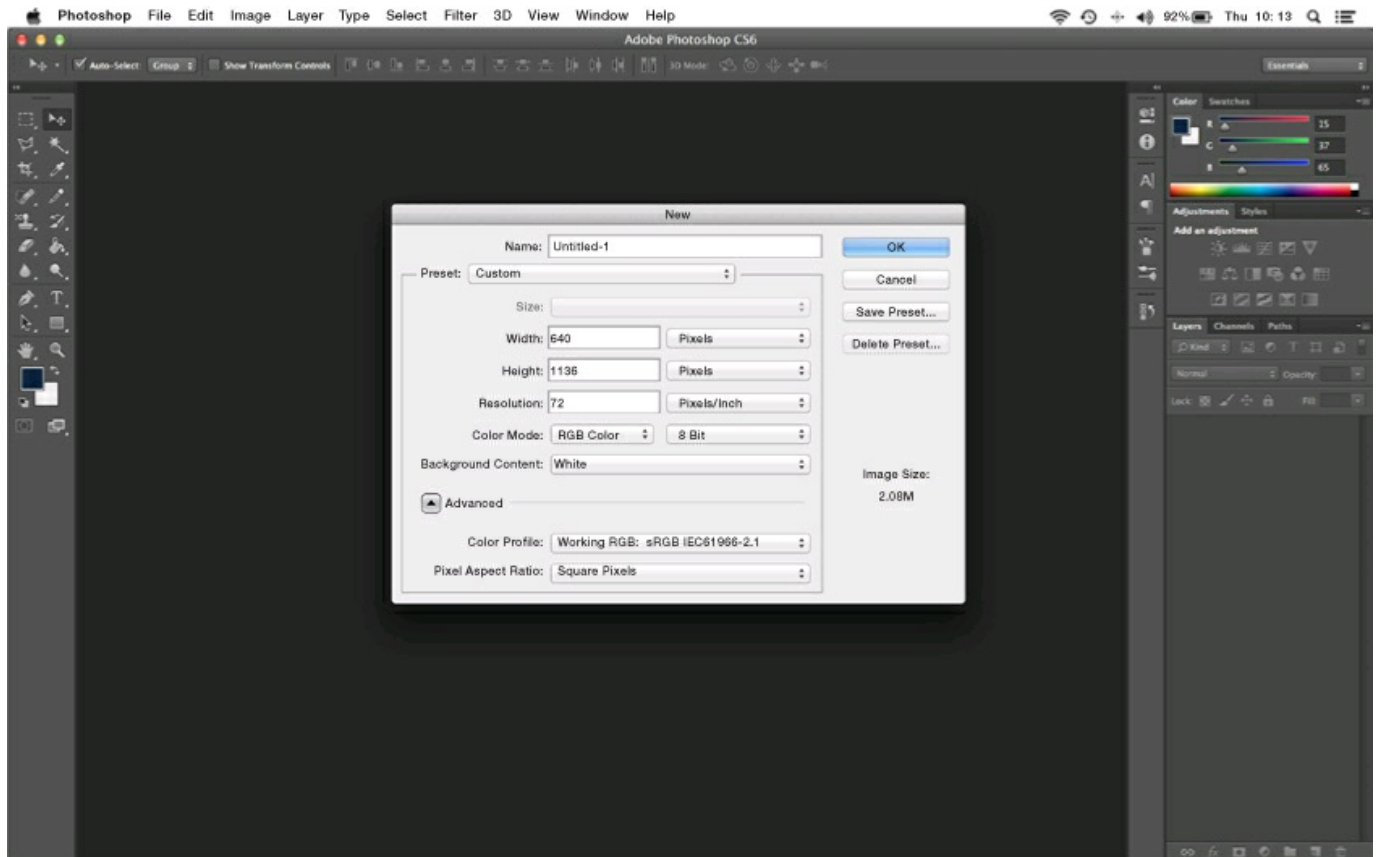 Photoshop File Edit Image Layer Type Select Filter 3D View Window Help 92% Thu 10: 13
Adobe Photoshop CS6
Auto-Select: Group Show Transform Controls 3D Mode: Essentials
Color Swatches
R 15
G 37
B 65
Adjustments Styles
Add an adjustment
Layers Channels Paths
Kind
Normal Opacity:
Lock: Fill:
New
Name: Untitled-1
Preset: Custom
Size:
Width: 640 Pixels
Height: 1136 Pixels
Resolution: 72 Pixels/Inch
Color Mode: RGB Color 8 Bit
Background Content: White
Advanced
Color Profile: Working RGB: sRGB IEC61966-2.1
Pixel Aspect Ratio: Square Pixels
OK
Cancel
Save Preset...
Delete Preset...
Image Size:
2.08M